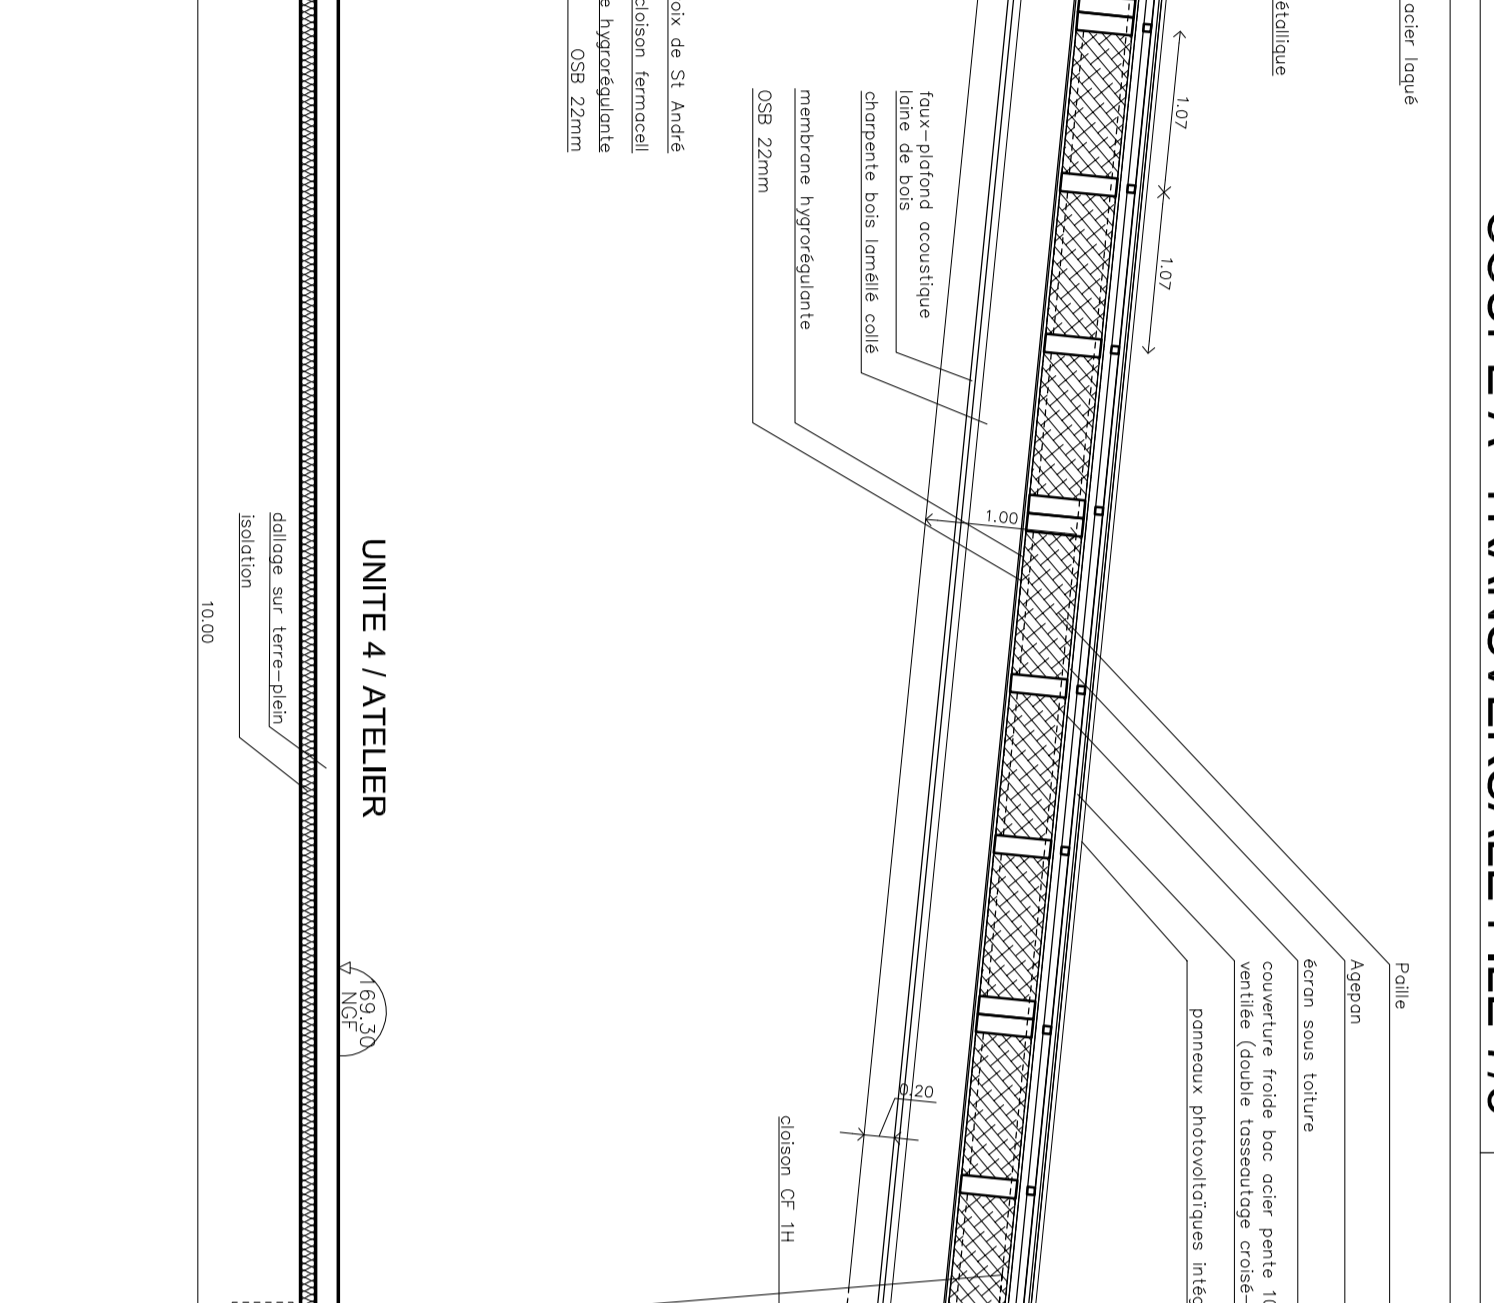 acier laqué
étallique
1.07
1.07
oix de St André
cloison fermacell
e hygrorégulante
OSB 22mm
faux-plafond acoustique
laine de bois
charpente bois laméllé collé
membrane hygrorégulante
OSB 22mm
1.00
dallage sur terre-plein
isolation
10.00
UNITE 4 / ATELIER
169.30
NGF
0.20
cloison CF 1H
Paille
Agepan
écran sous toiture
couverture froide bac acier pente 10
ventilée (double tasseautage croisé-
panneaux photovoltaïques intég